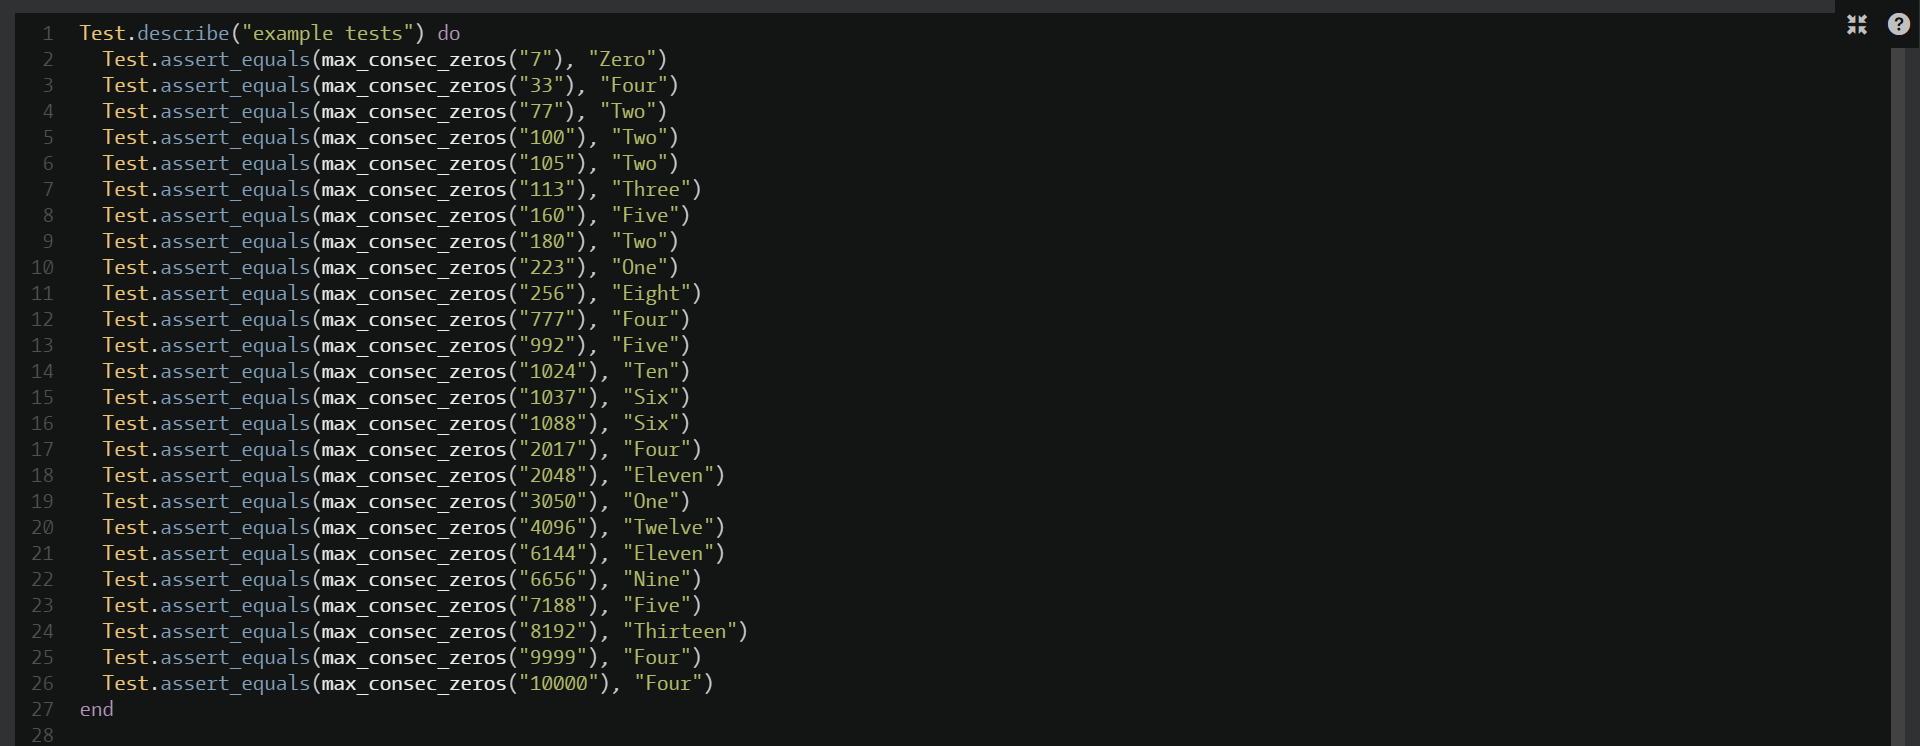 1 Test.describe("example tests") do
2   Test.assert_equals(max_consec_zeros("7"), "Zero")
3   Test.assert_equals(max_consec_zeros("33"), "Four")
4   Test.assert_equals(max_consec_zeros("77"), "Two")
5   Test.assert_equals(max_consec_zeros("100"), "Two")
6   Test.assert_equals(max_consec_zeros("105"), "Two")
7   Test.assert_equals(max_consec_zeros("113"), "Three")
8   Test.assert_equals(max_consec_zeros("160"), "Five")
9   Test.assert_equals(max_consec_zeros("180"), "Two")
10   Test.assert_equals(max_consec_zeros("223"), "One")
11   Test.assert_equals(max_consec_zeros("256"), "Eight")
12   Test.assert_equals(max_consec_zeros("777"), "Four")
13   Test.assert_equals(max_consec_zeros("992"), "Five")
14   Test.assert_equals(max_consec_zeros("1024"), "Ten")
15   Test.assert_equals(max_consec_zeros("1037"), "Six")
16   Test.assert_equals(max_consec_zeros("1088"), "Six")
17   Test.assert_equals(max_consec_zeros("2017"), "Four")
18   Test.assert_equals(max_consec_zeros("2048"), "Eleven")
19   Test.assert_equals(max_consec_zeros("3050"), "One")
20   Test.assert_equals(max_consec_zeros("4096"), "Twelve")
21   Test.assert_equals(max_consec_zeros("6144"), "Eleven")
22   Test.assert_equals(max_consec_zeros("6656"), "Nine")
23   Test.assert_equals(max_consec_zeros("7188"), "Five")
24   Test.assert_equals(max_consec_zeros("8192"), "Thirteen")
25   Test.assert_equals(max_consec_zeros("9999"), "Four")
26   Test.assert_equals(max_consec_zeros("10000"), "Four")
27 end
28